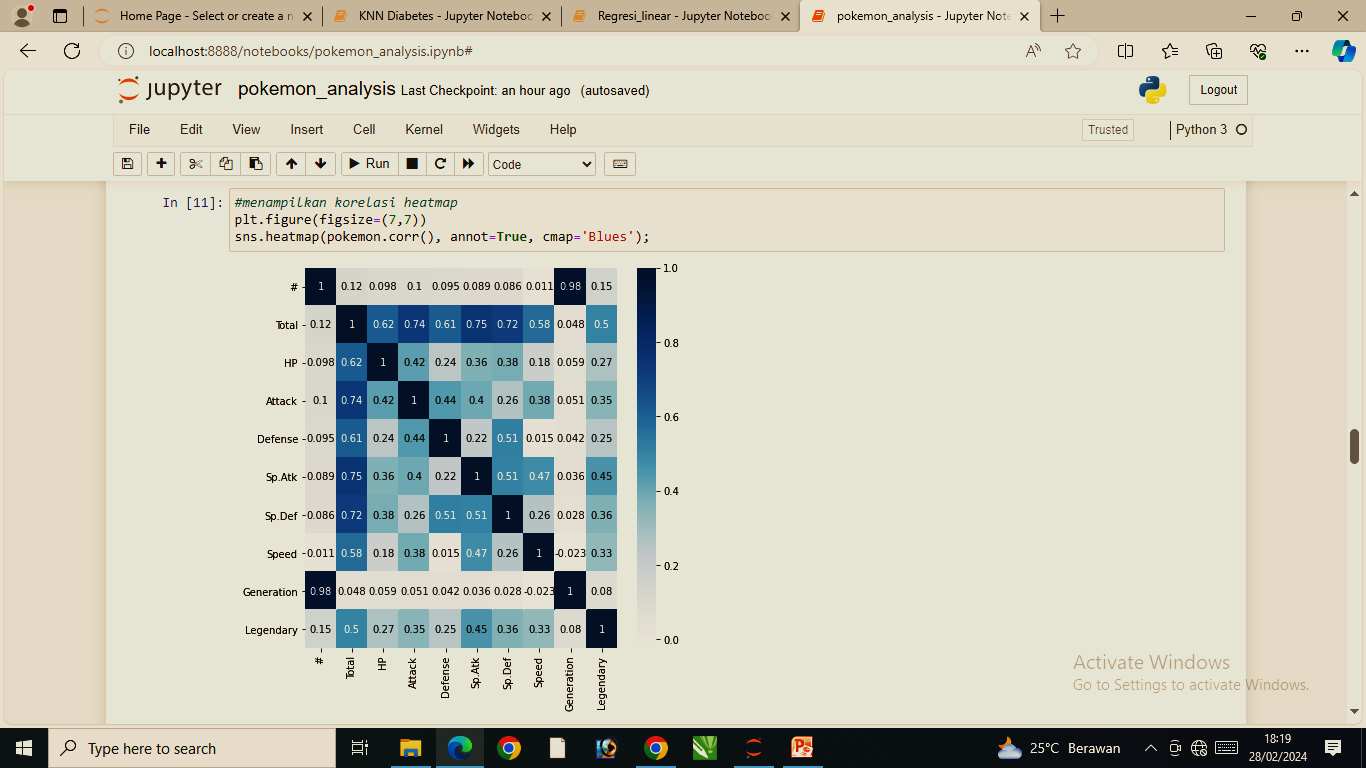 Home Page - Select or create a n
KNN Diabetes - Jupyter Noteboo
Regresi_linear - Jupyter Noteboo
pokemon_analysis - Jupyter Note
localhost:8888/notebooks/pokemon_analysis.ipynb#
jupyter pokemon_analysis Last Checkpoint: an hour ago (autosaved)
Logout
File Edit View Insert Cell Kernel Widgets Help
Trusted
Python 3
Run
Code
In [11]: #menampilkan korelasi heatmap
plt.figure(figsize=(7,7))
sns.heatmap(pokemon.corr(), annot=True, cmap='Blues');
# 1 0.12 0.098 0.1 0.095 0.089 0.086 0.011 0.98 0.15
Total 0.12 1 0.62 0.74 0.61 0.75 0.72 0.58 0.048 0.5
HP 0.098 0.62 1 0.42 0.24 0.36 0.38 0.18 0.059 0.27
Attack 0.1 0.74 0.42 1 0.44 0.4 0.26 0.38 0.051 0.35
Defense 0.095 0.61 0.24 0.44 1 0.22 0.51 0.015 0.042 0.25
Sp.Atk 0.089 0.75 0.36 0.4 0.22 1 0.51 0.47 0.036 0.45
Sp.Def 0.086 0.72 0.38 0.26 0.51 0.51 1 0.26 0.028 0.36
Speed 0.011 0.58 0.18 0.38 0.015 0.47 0.26 1 -0.023 0.33
Generation 0.98 0.048 0.059 0.051 0.042 0.036 0.028 -0.023 1 0.08
Legendary 0.15 0.5 0.27 0.35 0.25 0.45 0.36 0.33 0.08 1
# Total HP Attack Defense Sp.Atk Sp.Def Speed Generation Legendary
1.0
0.8
0.6
0.4
0.2
0.0
Activate Windows
Go to Settings to activate Windows.
Type here to search
25°C Berawan
18:19
28/02/2024